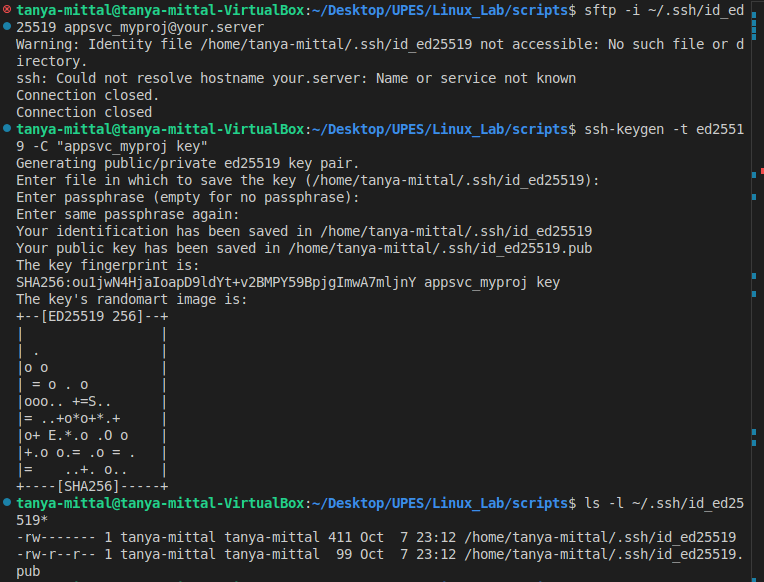 tanya-mittal@tanya-mittal-VirtualBox:~/Desktop/UPES/Linux_Lab/scripts$ sftp -i ~/.ssh/id_ed
25519 appsvc_myproj@your.server
Warning: Identity file /home/tanya-mittal/.ssh/id_ed25519 not accessible: No such file or d
irectory.
ssh: Could not resolve hostname your.server: Name or service not known
Connection closed.
Connection closed
tanya-mittal@tanya-mittal-VirtualBox:~/Desktop/UPES/Linux_Lab/scripts$ ssh-keygen -t ed2551
9 -C "appsvc_myproj key"
Generating public/private ed25519 key pair.
Enter file in which to save the key (/home/tanya-mittal/.ssh/id_ed25519):
Enter passphrase (empty for no passphrase):
Enter same passphrase again:
Your identification has been saved in /home/tanya-mittal/.ssh/id_ed25519
Your public key has been saved in /home/tanya-mittal/.ssh/id_ed25519.pub
The key fingerprint is:
SHA256:ou1jwN4HjaIoapD9ldYt+v2BMPY59BpjgImwA7mljnY appsvc_myproj key
The key's randomart image is:
+--[ED25519 256]--+
|                 |
| .               |
|o o              |
| = o . o         |
|ooo.. +=S..      |
|= ..+o*o+*.+     |
|o+ E.*.o .O o    |
|+.o o.= .o = .   |
|=    ..+. o..    |
+----[SHA256]-----+
tanya-mittal@tanya-mittal-VirtualBox:~/Desktop/UPES/Linux_Lab/scripts$ ls -l ~/.ssh/id_ed25
519*
-rw------- 1 tanya-mittal tanya-mittal 411 Oct  7 23:12 /home/tanya-mittal/.ssh/id_ed25519
-rw-r--r-- 1 tanya-mittal tanya-mittal  99 Oct  7 23:12 /home/tanya-mittal/.ssh/id_ed25519.
pub